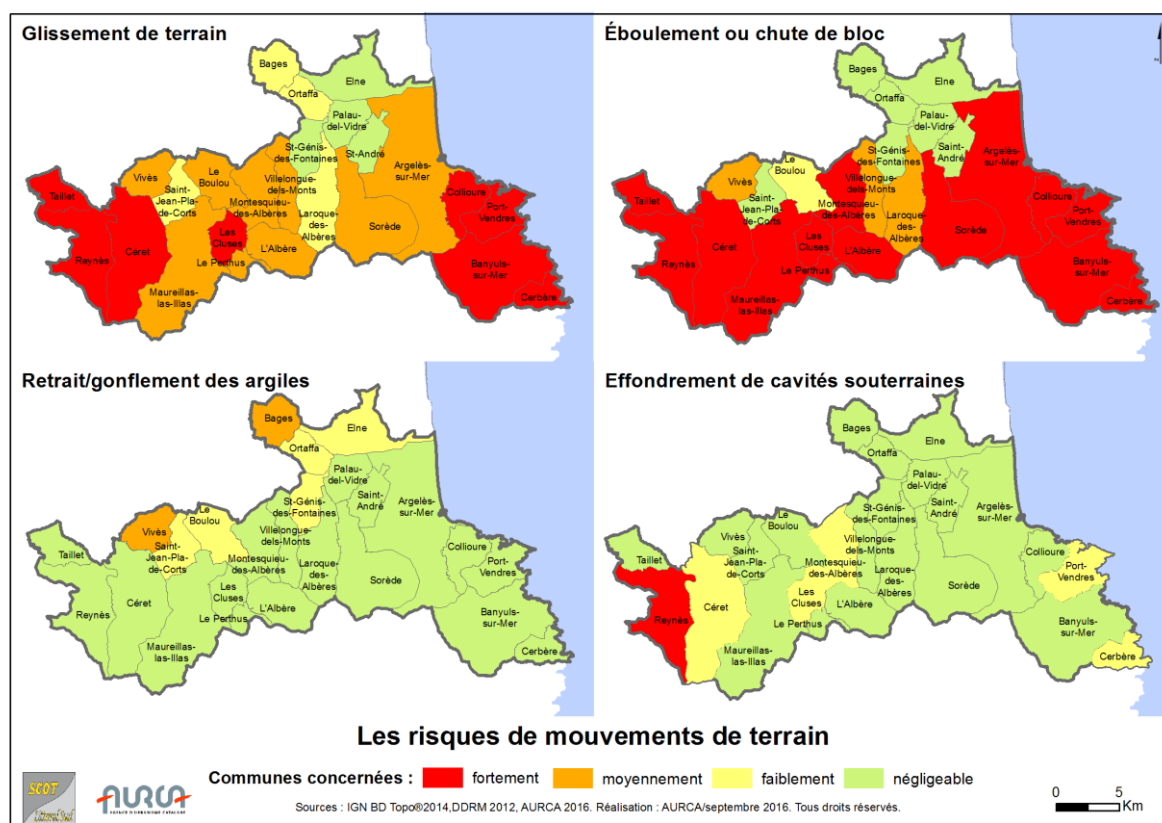 Glissement de terrain
Bages
Elne
Ortaffa
Palau-
del-Vidre
St-Génis
des-Fontaines
St-André
Argelès-
sur-Mer
Le
Boulou
Vivès
Saint-
Jean-Pla-
de-Corts
Villelongue
dels-Monts
Montesquieu
des-Albères
Laroque-
des-
Albères
Taillet
Céret
Reynès
Les
Cluses
L'Albère
Le Perthus
Maureillas-
las-Illas
Sorède
Collioure
Port-
Vendres
Banyuls-
sur-Mer
Cerbère
Éboulement ou chute de bloc
Bages
Elne
Ortaffa
Palau-
del-Vidre
St-Génis-
des-Fontaines
Saint-
André
Argelès-
sur-Mer
Le
Boulou
Vivès
Saint-
Jean-Pla-
de-Corts
Villelongue-
dels-Monts
Montesquieu-
des-Albères
Laroque-
des-
Albères
Taillet
Céret
Reynès
Les
Cluses
L'Albère
Le Perthus
Maureillas-
las-Illas
Sorède
Collioure
Port-
Vendres
Banyuls-
sur-Mer
Cerbère
Retrait/gonflement des argiles
Bages
Elne
Ortaffa
Palau-
del-Vidre
St-Génis-
des-Fontaines
Saint-
André
Argelès-
sur-Mer
Le
Boulou
Vivès
Saint-
Jean-Pla-
de-Corts
Villelongue-
dels-Monts
Montesquieu-
des-Albères
Laroque-
des-
Albères
Taillet
Céret
Reynès
Les
Cluses
L'Albère
Le Perthus
Maureillas-
las-Illas
Sorède
Collioure
Port-
Vendres
Banyuls-
sur-Mer
Cerbère
Effondrement de cavités souterraines
Bages
Elne
Ortaffa
Palau-
del-Vidre
St-Génis-
des-Fontaines
Saint-
André
Argelès-
sur-Mer
Le
Boulou
Vivès
Saint-
Jean-Pla-
de-Corts
Villelongue-
dels-Monts
Montesquieu-
des-Albères
Laroque-
des-
Albères
Taillet
Céret
Reynès
Les
Cluses
L'Albère
Le Perthus
Maureillas-
las-Illas
Sorède
Collioure
Port-
Vendres
Banyuls-
sur-Mer
Cerbère
Les risques de mouvements de terrain
Communes concernées : fortement moyennement faiblement négligeable
SCOT
Littoral Sud
AURCA
AGENCE D'URBANISME CATALANE
Sources : IGN BD Topo®2014,DDRM 2012, AURCA 2016. Réalisation : AURCA/septembre 2016. Tous droits réservés.
0 5
Km